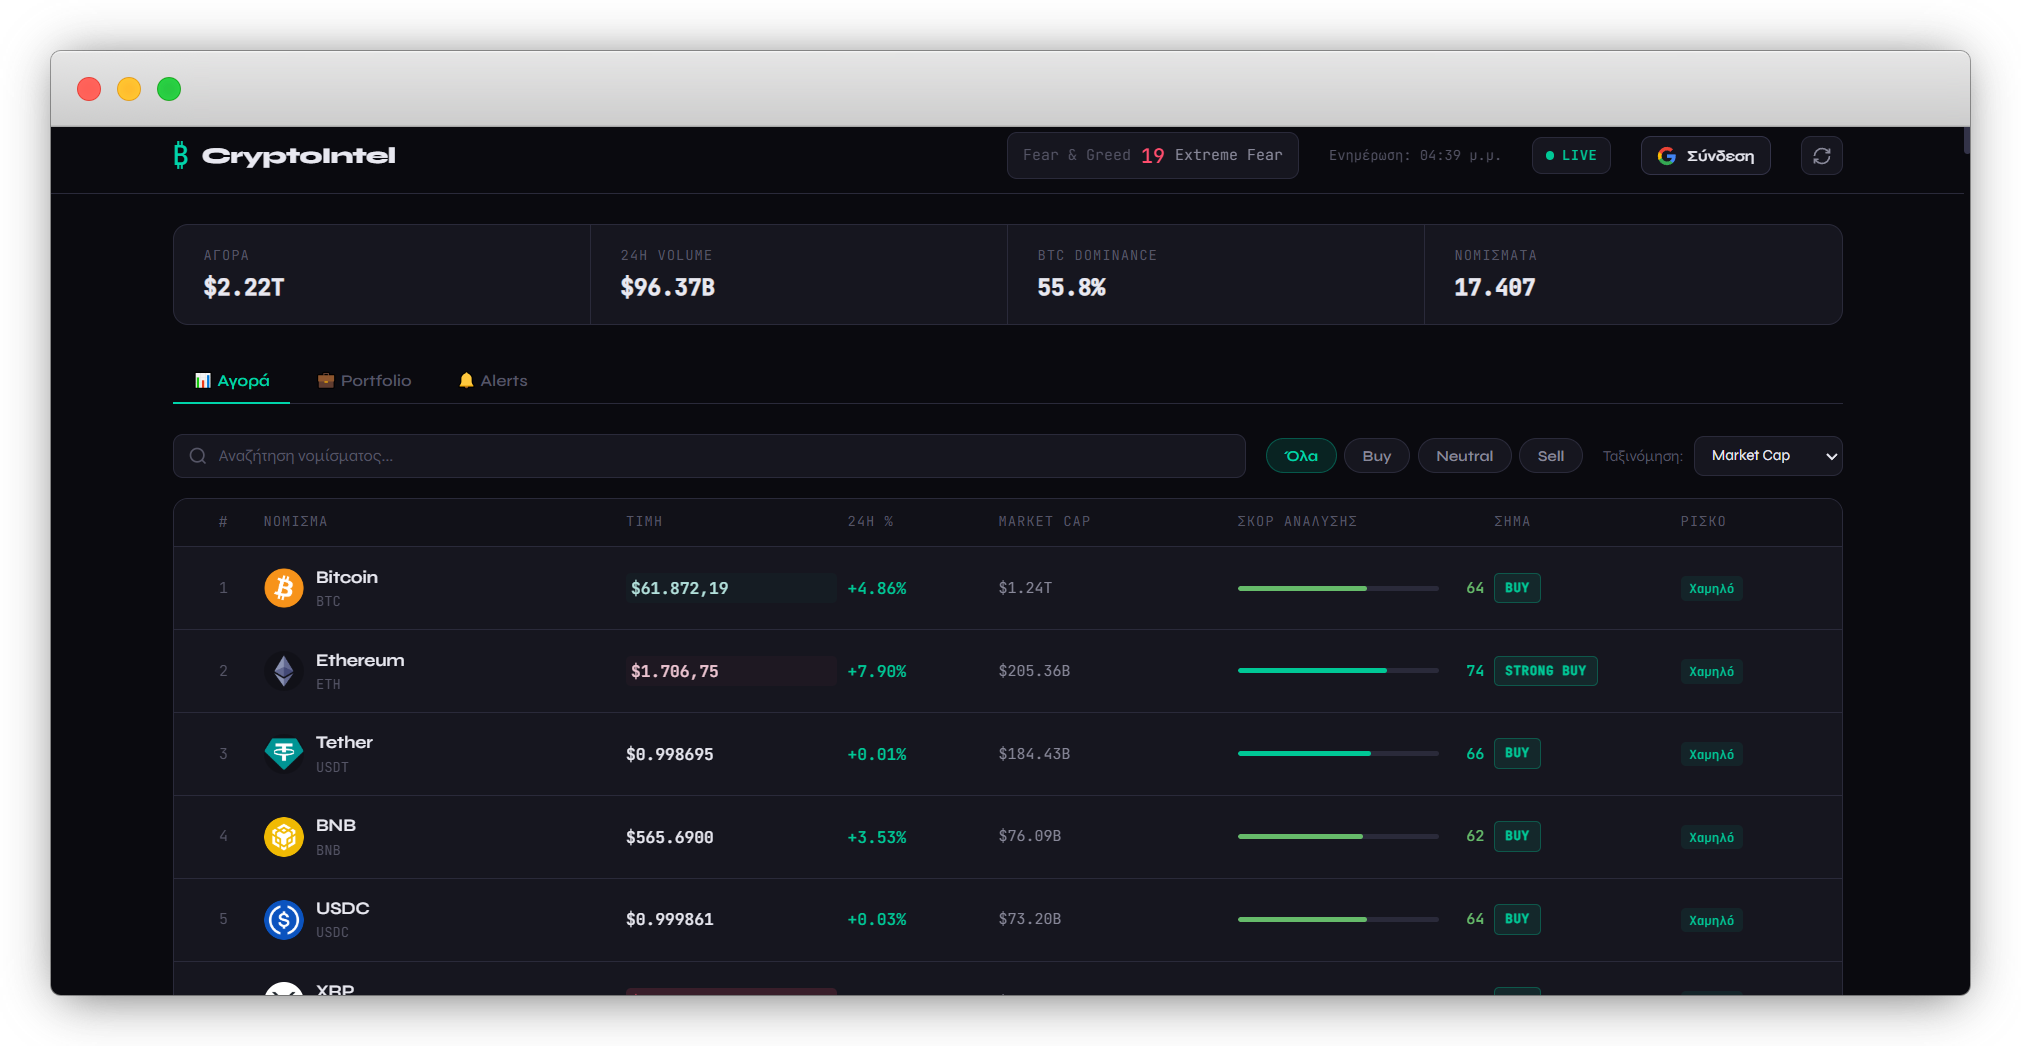 CryptoIntel
Fear & Greed 19 Extreme Fear
Ενημέρωση: 04:39 μ.μ.
LIVE
Σύνδεση
ΑΓΟΡΑ
$2.22T
24H VOLUME
$96.37B
BTC DOMINANCE
55.8%
ΝΟΜΙΣΜΑΤΑ
17.407
Αγορά
Portfolio
Alerts
Αναζήτηση νομίσματος...
Όλα
Buy
Neutral
Sell
Ταξινόμηση:
Market Cap
# ΝΟΜΙΣΜΑ ΤΙΜΗ 24H % MARKET CAP ΣΚΟΡ ΑΝΑΛΥΣΗΣ ΣΗΜΑ ΡΙΣΚΟ
1 Bitcoin $61.872,19 +4.86% $1.24T 64 BUY Χαμηλό
BTC
2 Ethereum $1.706,75 +7.90% $205.36B 74 STRONG BUY Χαμηλό
ETH
3 Tether $0.998695 +0.01% $184.43B 66 BUY Χαμηλό
USDT
4 BNB $565.6900 +3.53% $76.09B 62 BUY Χαμηλό
BNB
5 USDC $0.999861 +0.03% $73.20B 64 BUY Χαμηλό
USDC
XRP